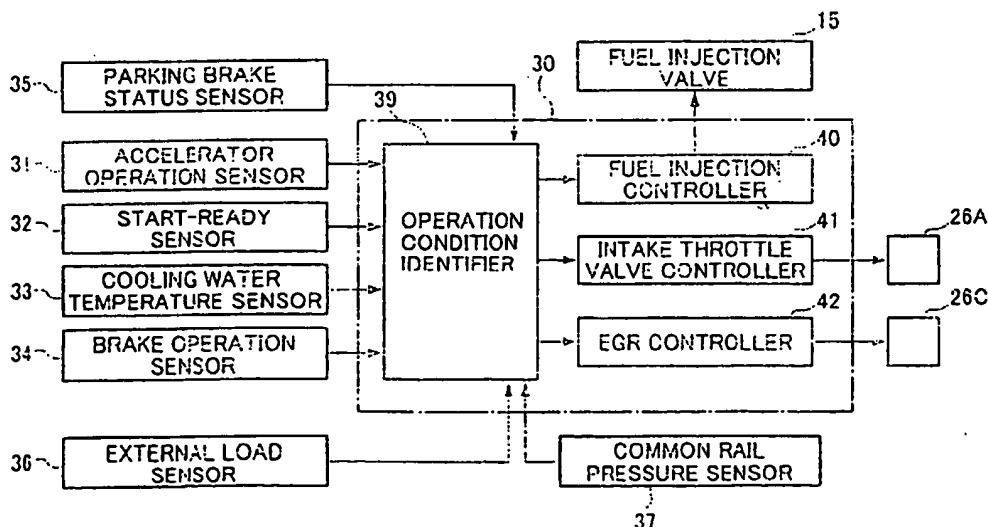 15
FUEL INJECTION
VALVE
30
35
PARKING BRAKE
STATUS SENSOR
39
31
ACCELERATOR
OPERATION SENSOR
40
FUEL INJECTION
CONTROLLER
32
START-READY
SENSOR
OPERATION
CONDITION
IDENTIFIER
41
INTAKE THROTTLE
VALVE CONTROLLER
26A
33
COOLING WATER
TEMPERATURE SENSOR
42
26C
34
BRAKE OPERATION
SENSOR
EGR CONTROLLER
36
EXTERNAL LOAD
SENSOR
COMMON RAIL
PRESSURE SENSOR
37